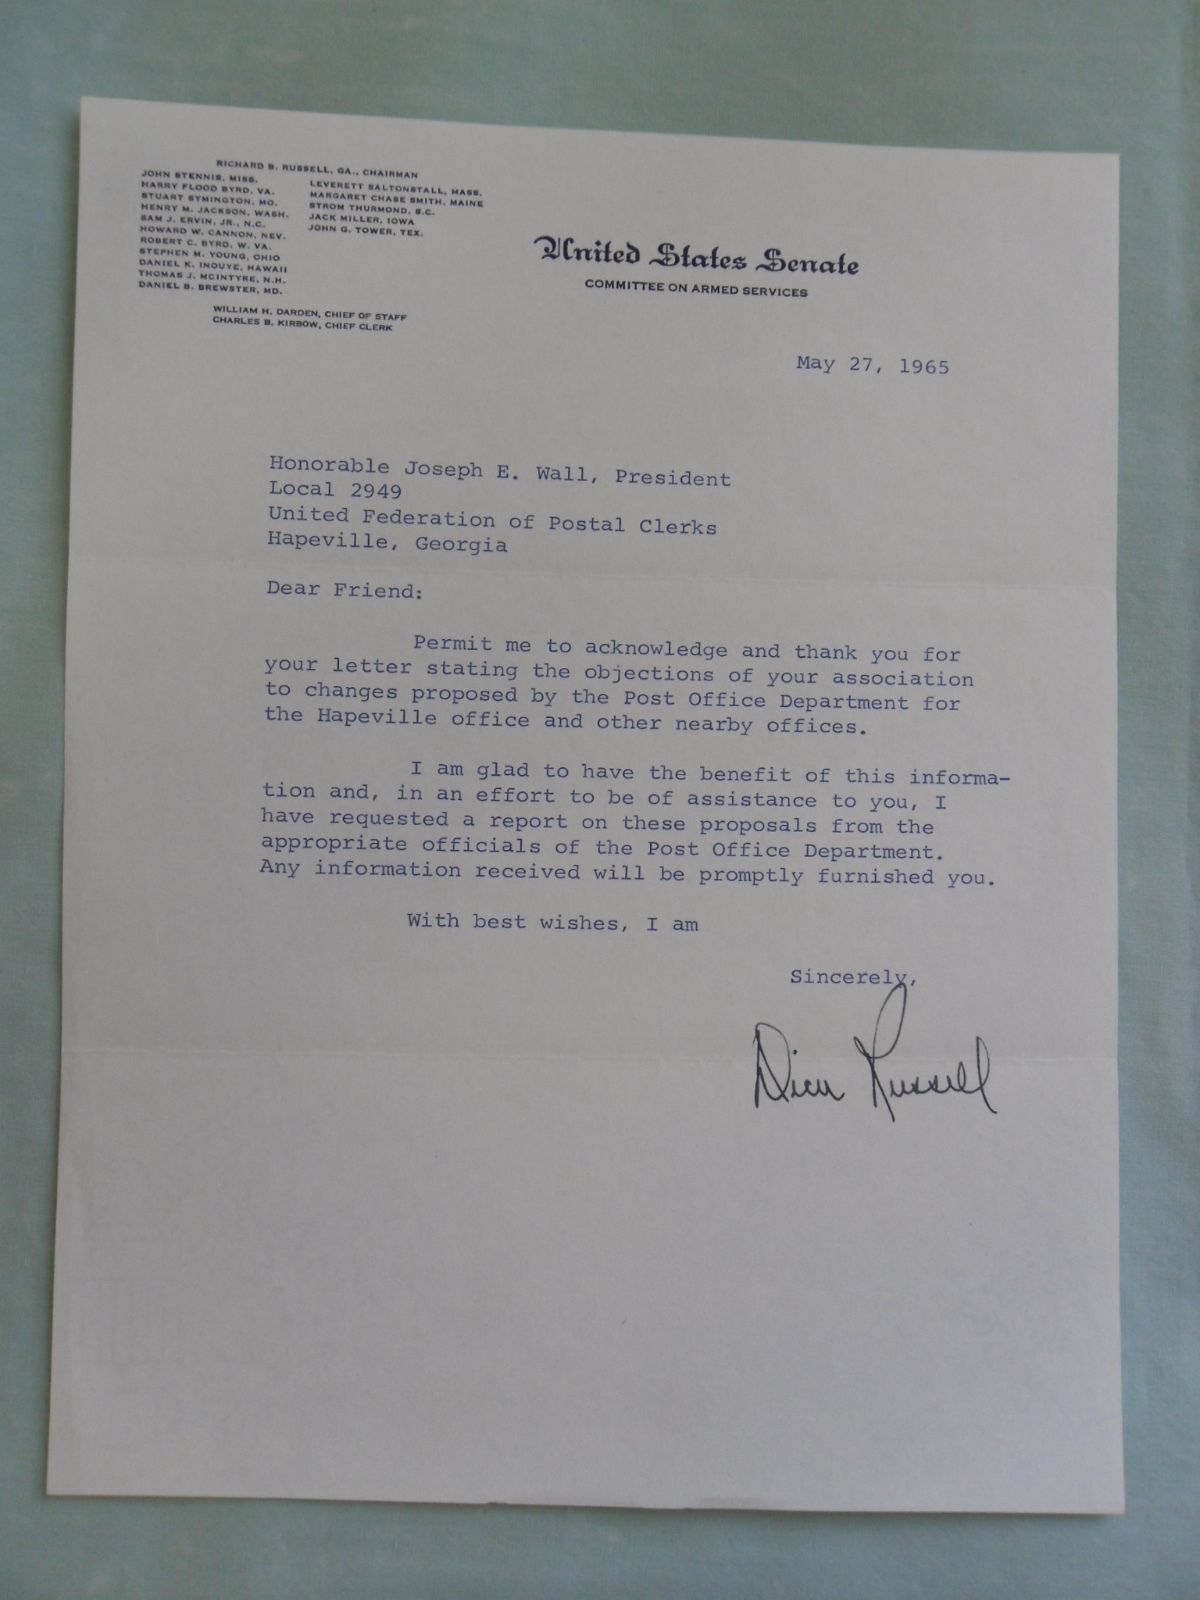 RICHARD B. RUSSELL, GA., CHAIRMAN
JOHN STENNIS, MISS.
HARRY FLOOD BYRD, VA.
STUART SYMINGTON, MO.
HENRY M. JACKSON, WASH.
SAM J. ERVIN, JR., N.C.
HOWARD W. CANNON, NEV.
ROBERT C. BYRD, W. VA.
STEPHEN M. YOUNG, OHIO
DANIEL K. INOUYE, HAWAII
THOMAS J. MCINTYRE, N.H.
DANIEL B. BREWSTER, MD.
LEVERETT SALTONSTALL, MASS.
MARGARET CHASE SMITH, MAINE
STROM THURMOND, S.C.
JACK MILLER, IOWA
JOHN G. TOWER, TEX.
WILLIAM H. DARDEN, CHIEF OF STAFF
CHARLES B. KIRBOW, CHIEF CLERK
United States Senate
COMMITTEE ON ARMED SERVICES
May 27, 1965
Honorable Joseph E. Wall, President
Local 2949
United Federation of Postal Clerks
Hapeville, Georgia
Dear Friend:
Permit me to acknowledge and thank you for
your letter stating the objections of your association
to changes proposed by the Post Office Department for
the Hapeville office and other nearby offices.
I am glad to have the benefit of this informa-
tion and, in an effort to be of assistance to you, I
have requested a report on these proposals from the
appropriate officials of the Post Office Department.
Any information received will be promptly furnished you.
With best wishes, I am
Sincerely,
Dick Russell